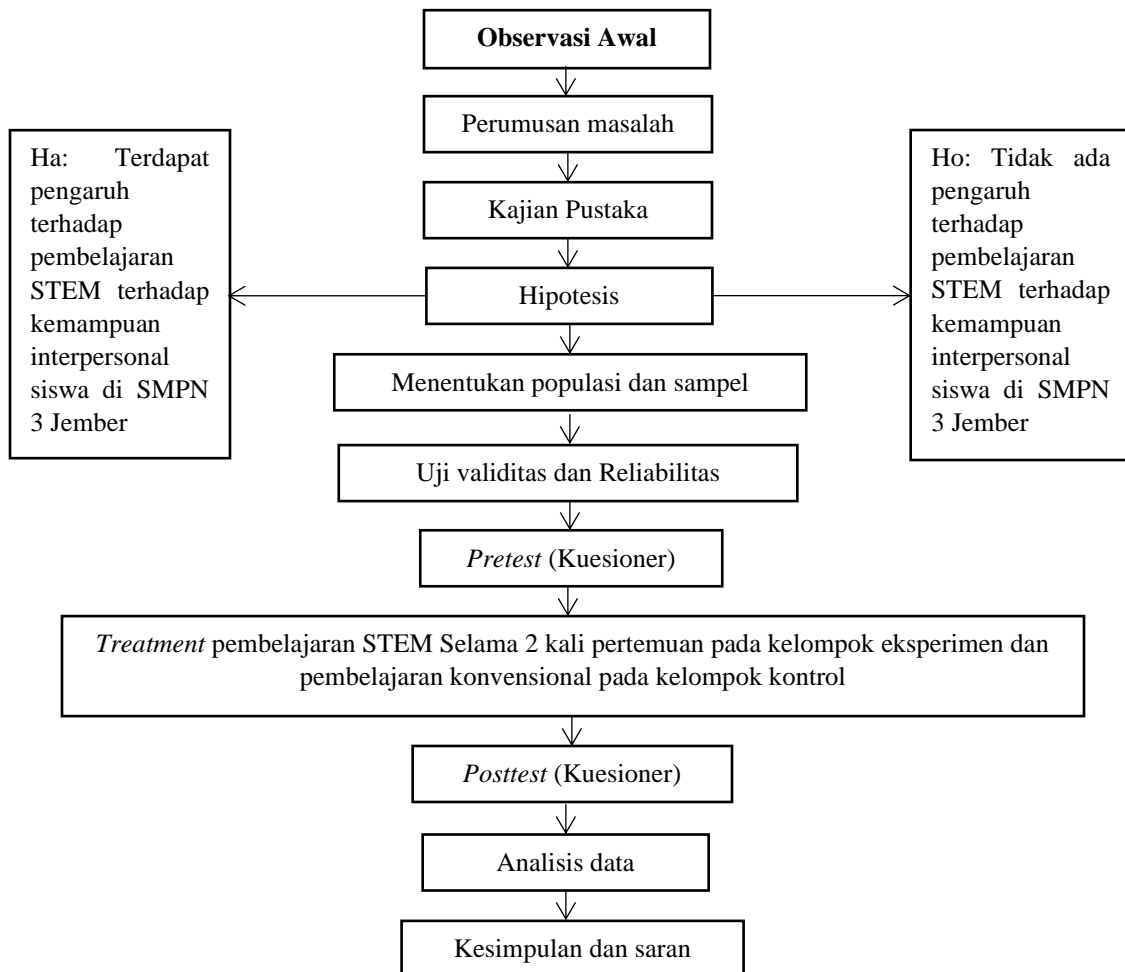 Observasi Awal
Perumusan masalah
Kajian Pustaka
Hipotesis
Ha: Terdapat
pengaruh
terhadap
pembelajaran
STEM terhadap
kemampuan
interpersonal
siswa di SMPN
3 Jember
Ho: Tidak ada
pengaruh
terhadap
pembelajaran
STEM terhadap
kemampuan
interpersonal
siswa di SMPN
3 Jember
Menentukan populasi dan sampel
Uji validitas dan Reliabilitas
Pretest (Kuesioner)
Treatment pembelajaran STEM Selama 2 kali pertemuan pada kelompok eksperimen dan
pembelajaran konvensional pada kelompok kontrol
Posttest (Kuesioner)
Analisis data
Kesimpulan dan saran